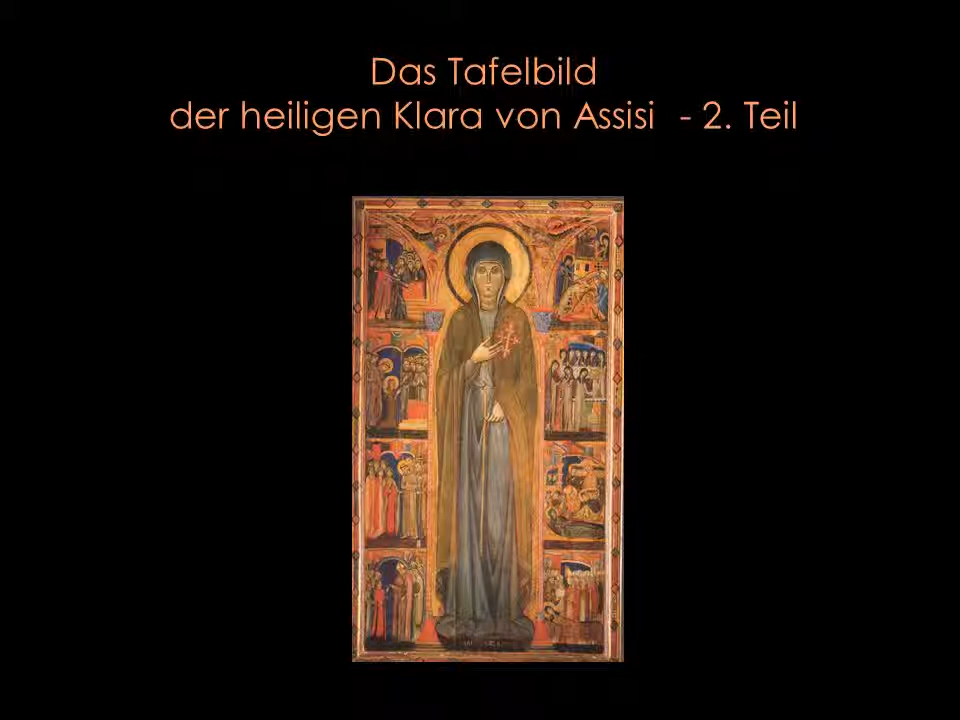 Das Tafelbild
der heiligen Klara von Assisi - 2. Teil